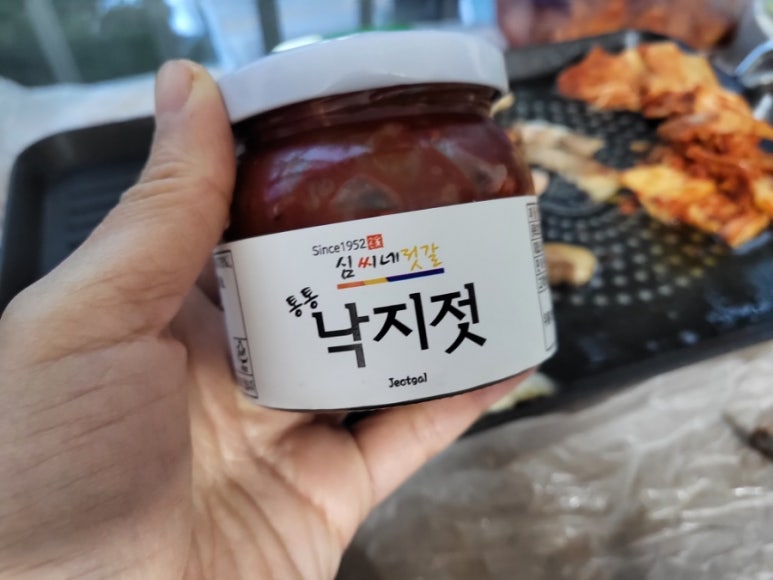 Since1952
심씨네젓갈
통통
낙지젓
Jeotgal